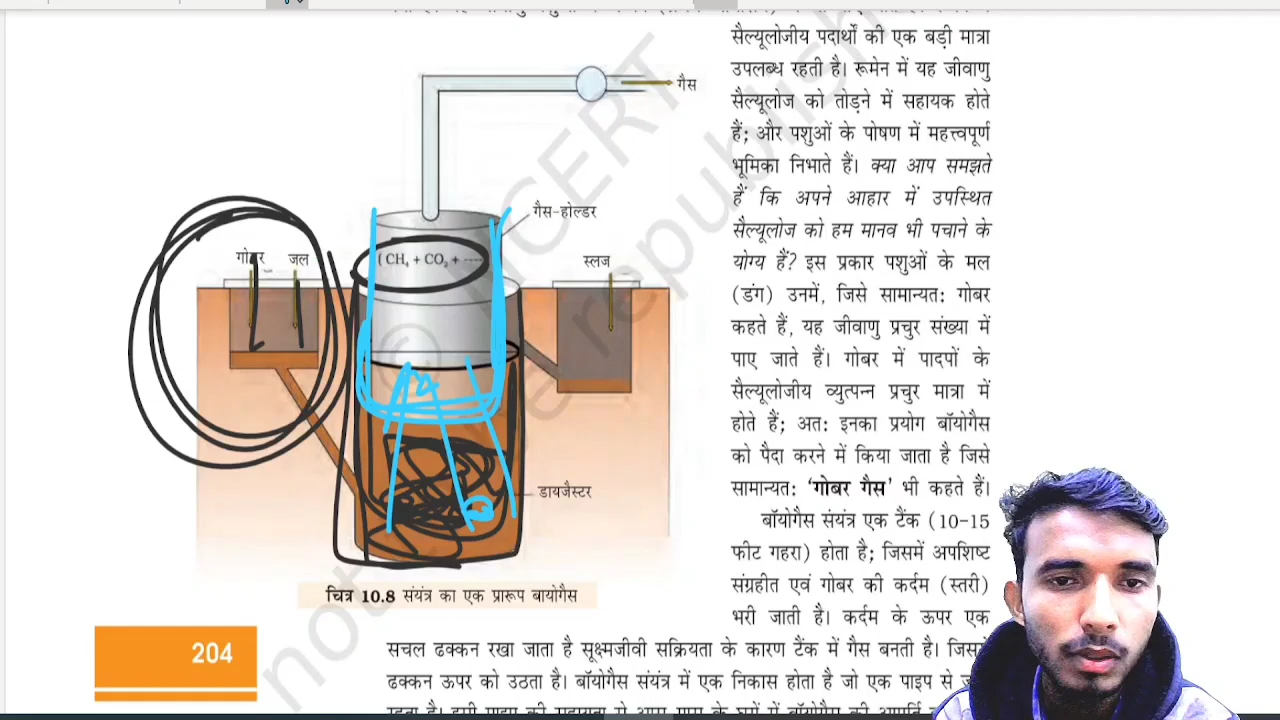 सैल्यूलोजीय पदार्थों की एक बड़ी मात्रा
उपलब्ध रहती है। रूमेन में यह जीवाणु
सैल्यूलोज को तोड़ने में सहायक होते
हैं; और पशुओं के पोषण में महत्त्वपूर्ण
भूमिका निभाते हैं। क्या आप समझते
हैं कि अपने आहार में उपस्थित
सैल्यूलोज को हम मानव भी पचाने के
योग्य हैं? इस प्रकार पशुओं के मल
(डंग) उनमें, जिसे सामान्यत: गोबर
कहते हैं, यह जीवाणु प्रचुर संख्या में
पाए जाते हैं। गोबर में पादपों के
सैल्यूलोजीय व्युत्पन्न प्रचुर मात्रा में
होते हैं; अत: इनका प्रयोग बॉयोगैस
को पैदा करने में किया जाता है जिसे
सामान्यत: ‘गोबर गैस’ भी कहते हैं।
बॉयोगैस संयंत्र एक टैंक (10-15
फीट गहरा) होता है; जिसमें अपशिष्ट
संग्रहीत एवं गोबर की कर्दम (स्तरी)
भरी जाती है। कर्दम के ऊपर एक
सचल ढक्कन रखा जाता है सूक्ष्मजीवी सक्रियता के कारण टैंक में गैस बनती है।
ढक्कन ऊपर को उठता है। बॉयोगैस संयंत्र में एक निकास होता है जो एक पाइप से
गैस
गैस-होल्डर
गोबर जल
(CH₄ + CO₂ + ----
स्लज
डायजैस्टर
चित्र 10.8 संयंत्र का एक प्रारूप बायोगैस
204
© NCERT
not be republish